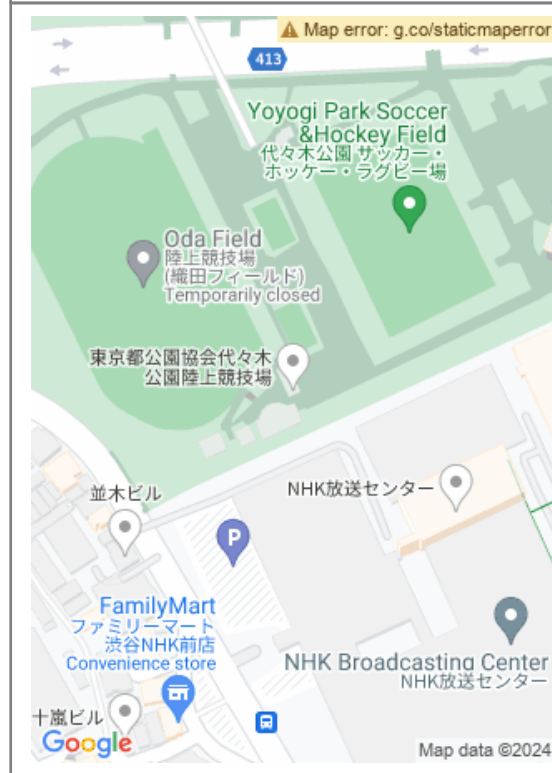 Map error: g.co/staticmaperror
413
Yoyogi Park Soccer
&Hockey Field
代々木公園 サッカー・
ホッケー・ラグビー場
Oda Field
陸上競技場
(織田フィールド)
Temporarily closed
東京都公園協会代々木
公園陸上競技場
並木ビル
NHK放送センター
P
FamilyMart
ファミリーマート
渋谷NHK前店
Convenience store
NHK Broadcasting Center
NHK放送センター
十嵐ビル
Google
Map data ©2024